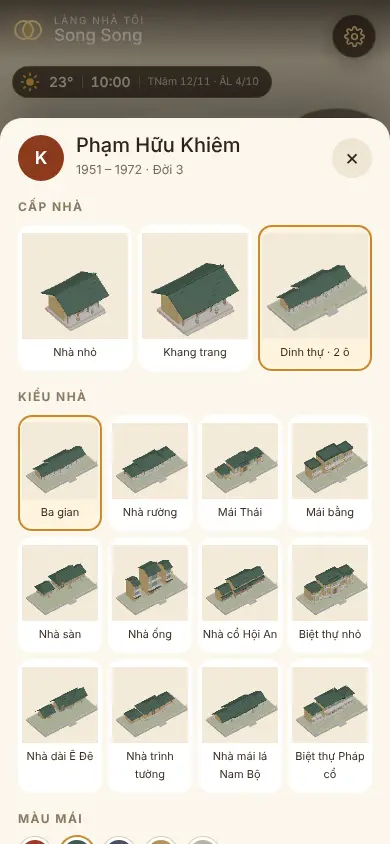 LÀNG NHÀ TÔI
Song Song
23° 10:00 TNăm 12/11 · ÂL 4/10
K
Phạm Hữu Khiêm
1951 – 1972 · Đời 3
CẤP NHÀ
Nhà nhỏ
Khang trang
Dinh thự · 2 ô
KIỂU NHÀ
Ba gian
Nhà rường
Mái Thái
Mái bằng
Nhà sàn
Nhà ống
Nhà cổ Hội An
Biệt thự nhỏ
Nhà dài Ê Đê
Nhà trình
tường
Nhà mái lá
Nam Bộ
Biệt thự Pháp
cổ
MÀU MÁI